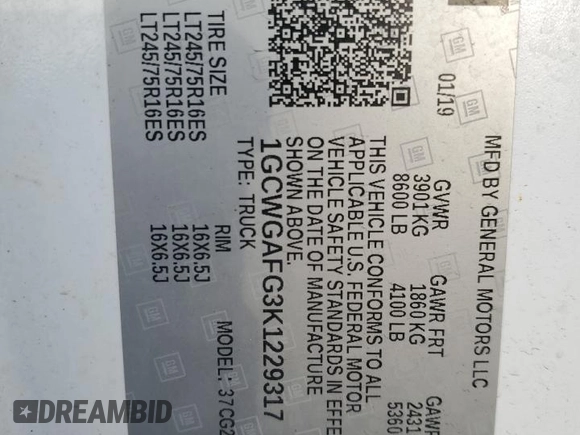 MFD BY GENERAL MOTORS LLC
01/19
GVWR GAWR FRT GAWR
3901 KG 1860 KG 2431
8600 LB 4100 LB 5360
THIS VEHICLE CONFORMS TO ALL
APPLICABLE U.S. FEDERAL MOTOR
VEHICLE SAFETY STANDARDS IN EFFE
ON THE DATE OF MANUFACTURE
SHOWN ABOVE.
1GCWGAFG3K1229317
TYPE: TRUCK MODEL: 37CG2
TIRE SIZE RIM
LT245/75R16ES 16X6.5J
LT245/75R16ES 16X6.5J
LT245/75R16ES 16X6.5J
GM
DREAMBID